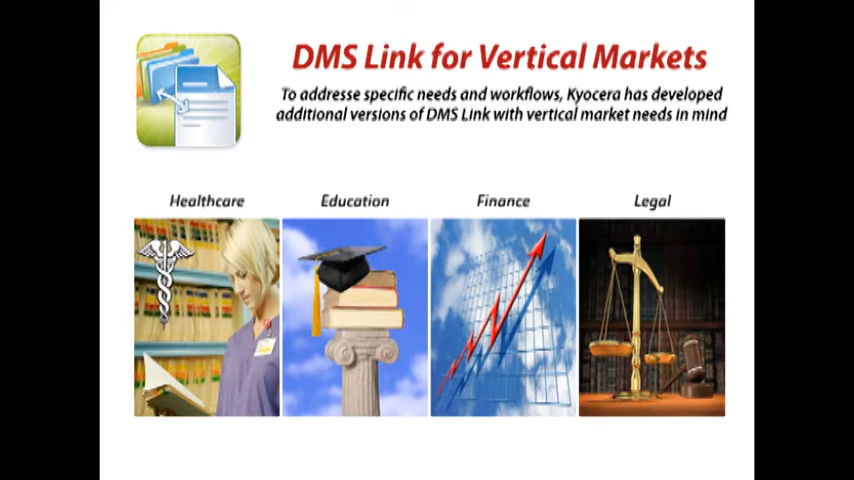 DMS Link for Vertical Markets
To addresse specific needs and workflows, Kyocera has developed
additional versions of DMS Link with vertical market needs in mind
Healthcare Education Finance Legal